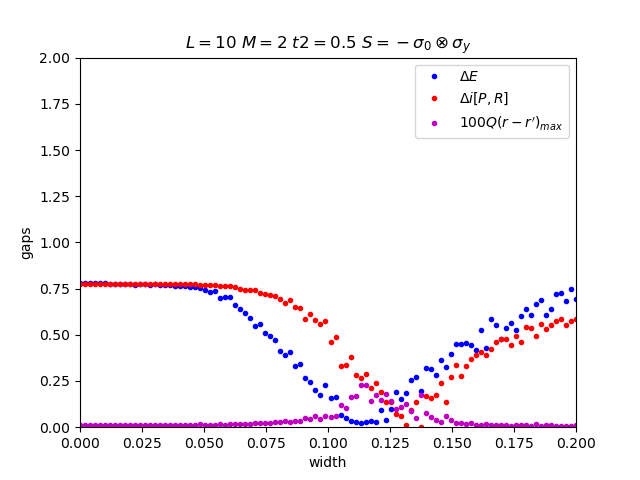 L = 10 M = 2 t2 = 0.5 S = −σ₀ ⊗ σᵧ
2.00
1.75
1.50
1.25
1.00
0.75
0.50
0.25
0.00
gaps
ΔE
Δi[P, R]
100Q(r − r′)ₘₐₓ
0.000 0.025 0.050 0.075 0.100 0.125 0.150 0.175 0.200
width